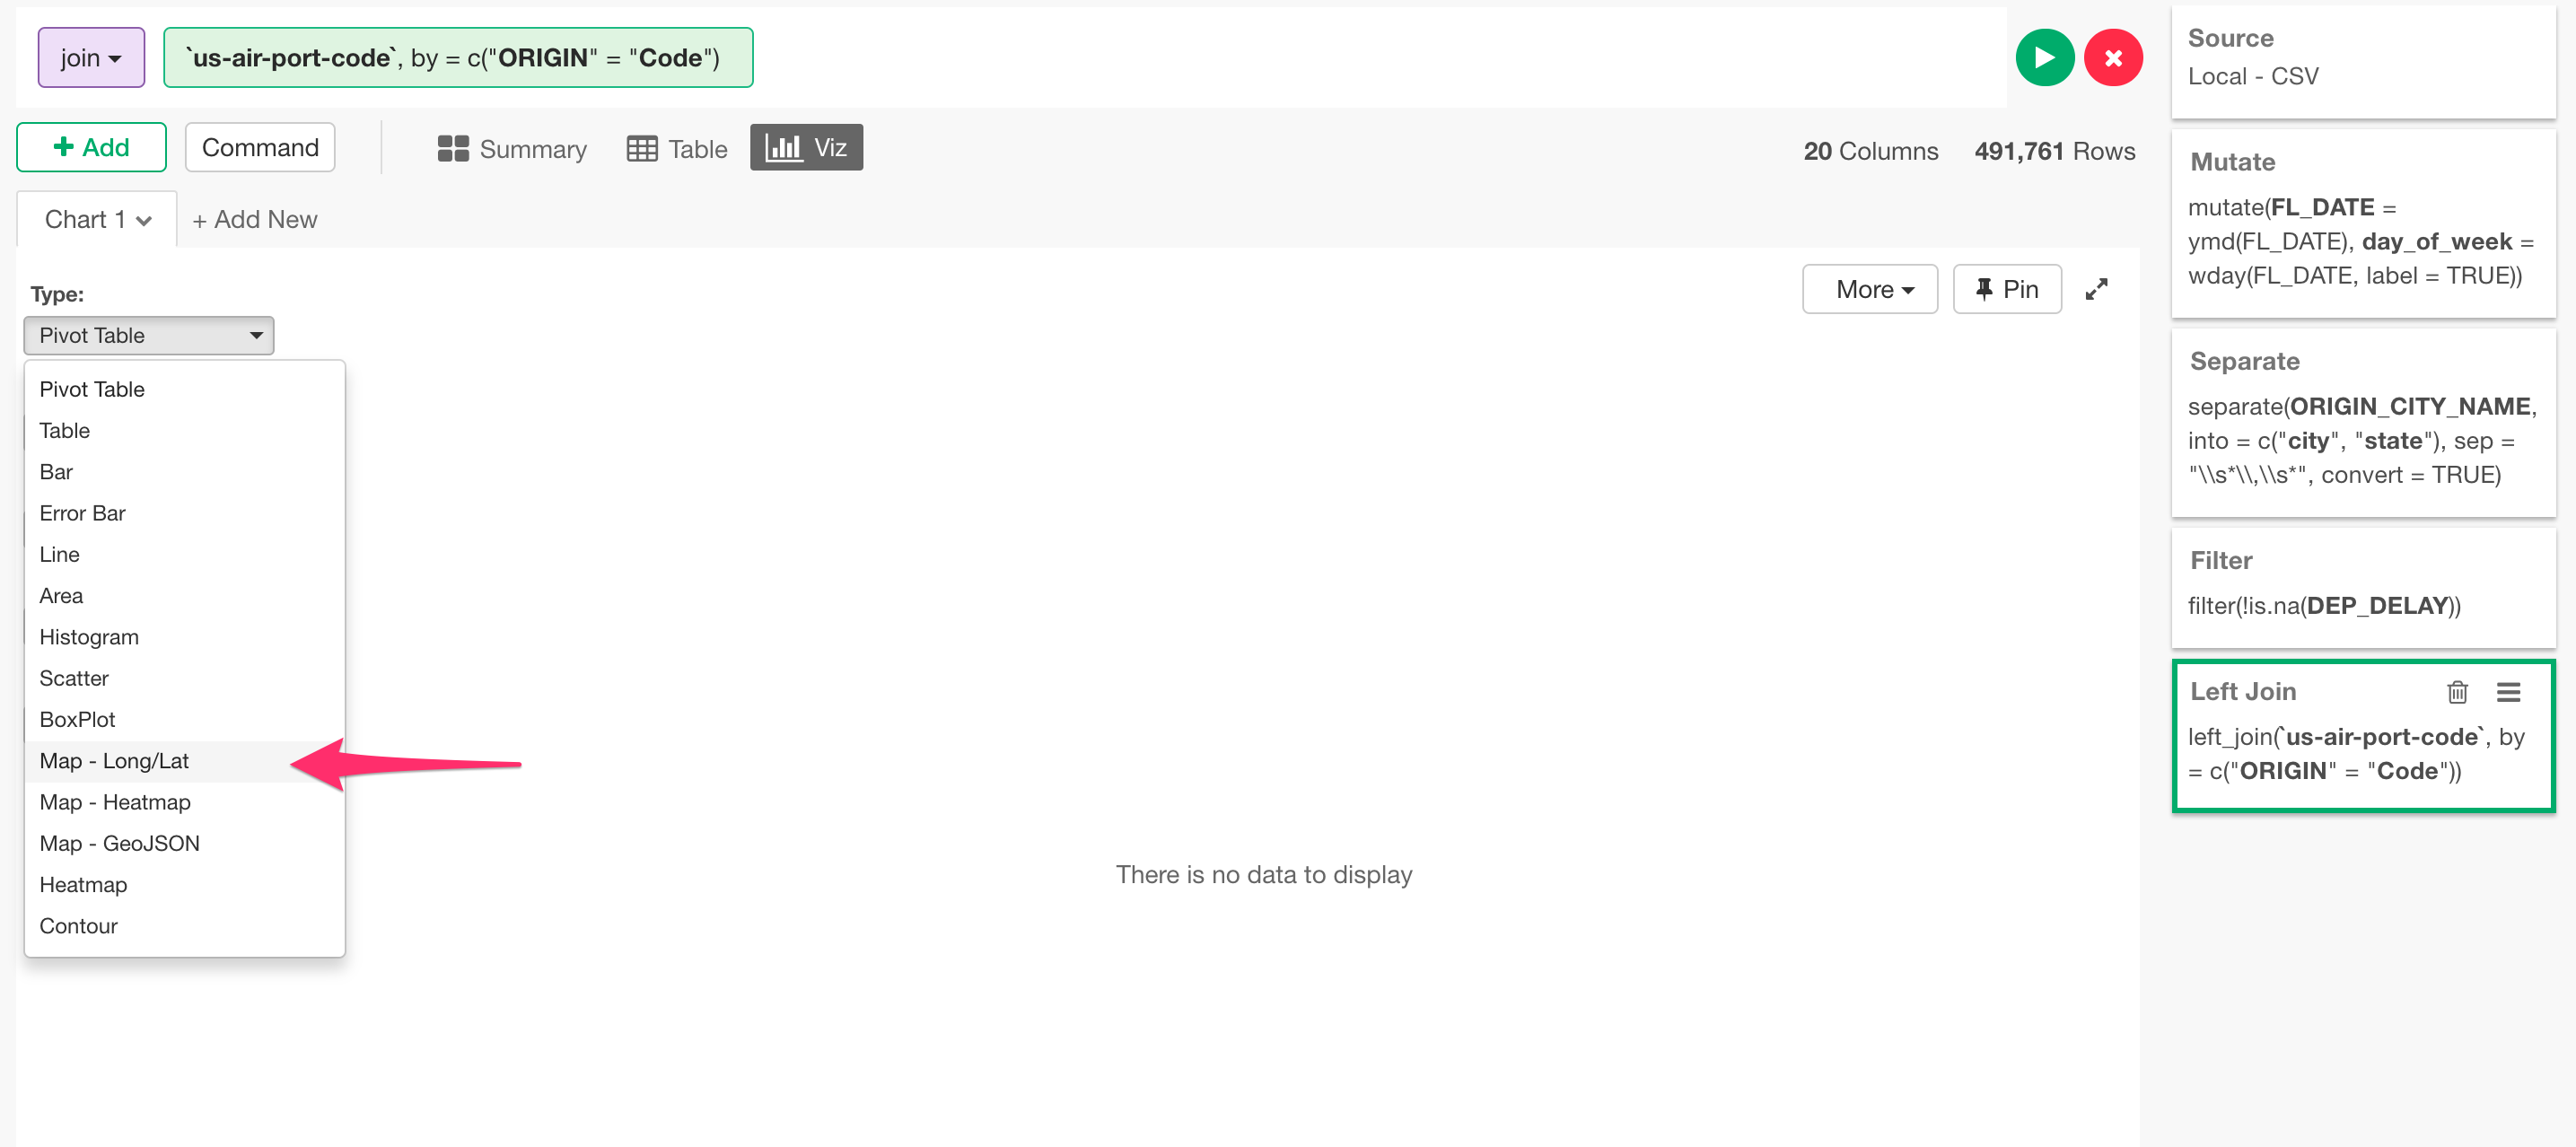 join
`us-air-port-code`, by = c("ORIGIN" = "Code")
Add
Command
Summary
Table
Viz
20 Columns
491,761 Rows
Chart 1
+ Add New
Type:
Pivot Table
More
Pin
Pivot Table
Table
Bar
Error Bar
Line
Area
Histogram
Scatter
BoxPlot
Map - Long/Lat
Map - Heatmap
Map - GeoJSON
Heatmap
Contour
There is no data to display
Source
Local - CSV
Mutate
mutate(FL_DATE =
ymd(FL_DATE), day_of_week =
wday(FL_DATE, label = TRUE))
Separate
separate(ORIGIN_CITY_NAME,
into = c("city", "state"), sep =
"\\s*\\,\\s*", convert = TRUE)
Filter
filter(!is.na(DEP_DELAY))
Left Join
left_join(`us-air-port-code`, by
= c("ORIGIN" = "Code"))